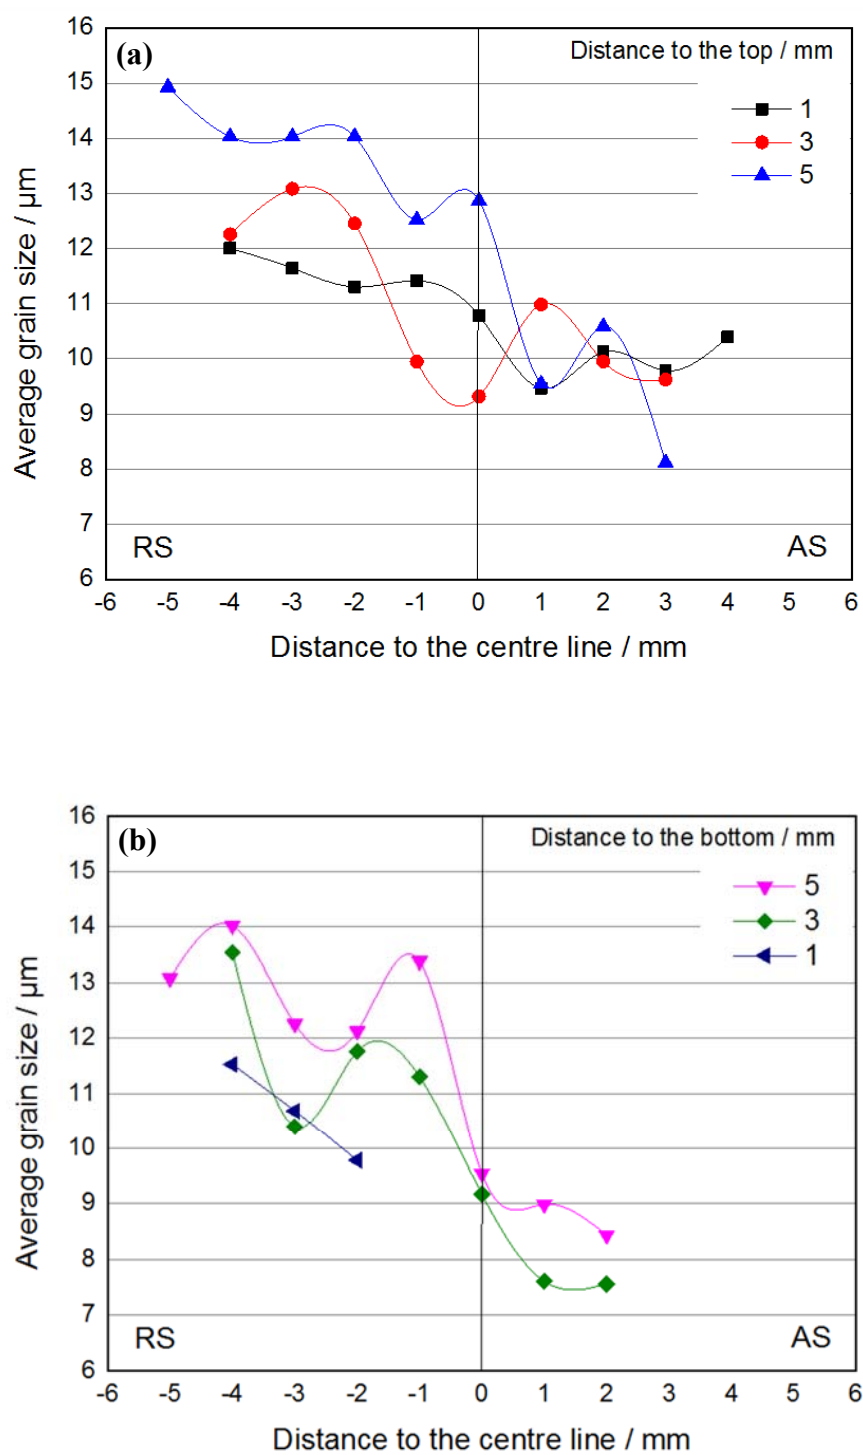 (a)
Distance to the top / mm
1
3
5
16
15
14
13
12
11
10
9
8
7
6
Average grain size / μm
RS
AS
-6 -5 -4 -3 -2 -1 0 1 2 3 4 5 6
Distance to the centre line / mm
(b)
Distance to the bottom / mm
5
3
1
16
15
14
13
12
11
10
9
8
7
6
Average grain size / μm
RS
AS
-6 -5 -4 -3 -2 -1 0 1 2 3 4 5 6
Distance to the centre line / mm